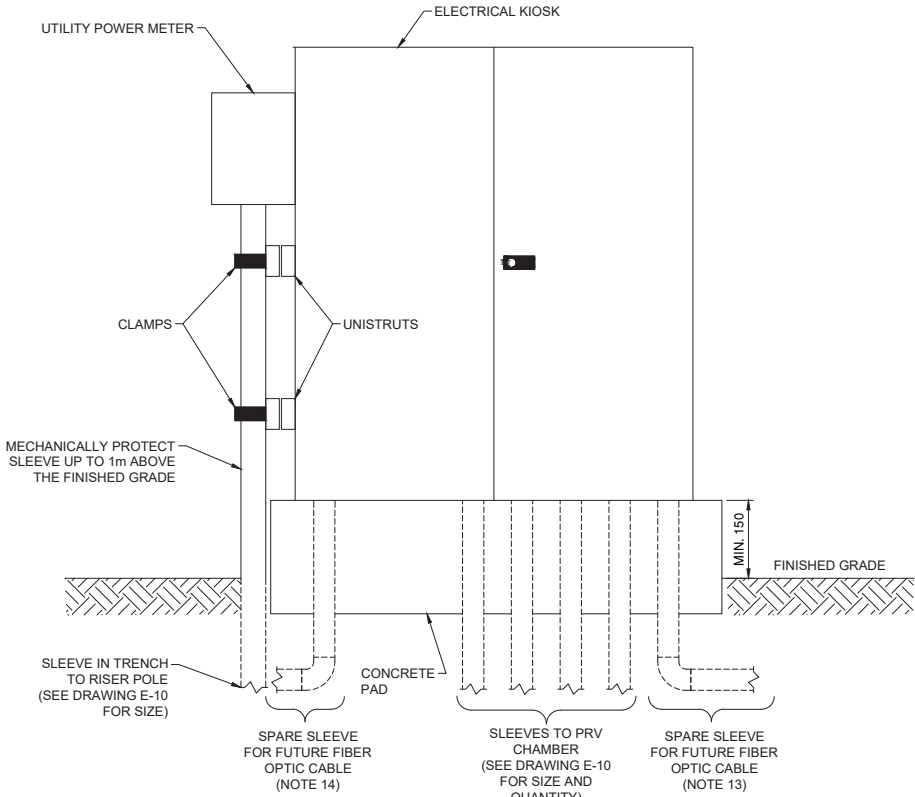 ELECTRICAL KIOSK
UTILITY POWER METER
CLAMPS
UNISTRUTS
MECHANICALLY PROTECT
SLEEVE UP TO 1m ABOVE
THE FINISHED GRADE
MIN. 150
FINISHED GRADE
SLEEVE IN TRENCH
TO RISER POLE
(SEE DRAWING E-10
FOR SIZE)
CONCRETE
PAD
SPARE SLEEVE
FOR FUTURE FIBER
OPTIC CABLE
(NOTE 14)
SLEEVES TO PRV
CHAMBER
(SEE DRAWING E-10
FOR SIZE AND
QUANTITY)
SPARE SLEEVE
FOR FUTURE FIBER
OPTIC CABLE
(NOTE 13)